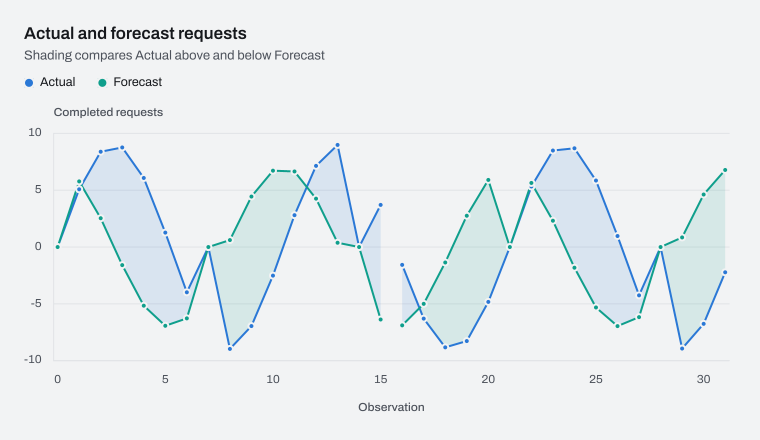 Actual and forecast requests
Shading compares Actual above and below Forecast
Actual Forecast
Completed requests
10
5
0
-5
-10
0 5 10 15 20 25 30
Observation